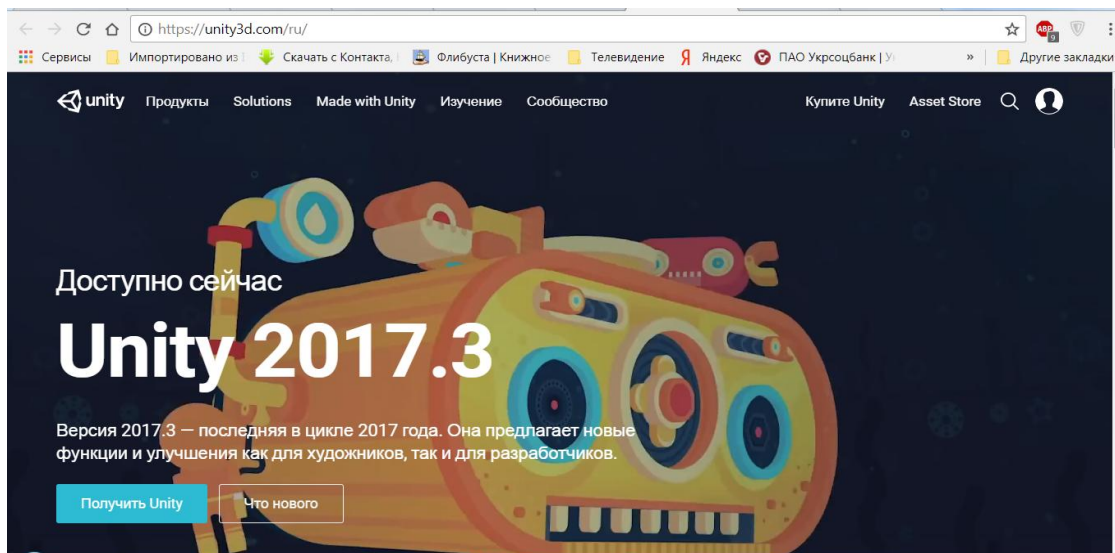 https://unity3d.com/ru/
ABP
9
Сервисы Импортировано из Скачать с Контакта, Флибуста | Книжное Телевидение Я Яндекс ПАО Укрсоцбанк | » Другие закладки
unity Продукты Solutions Made with Unity Изучение Сообщество Купите Unity Asset Store
Доступно сейчас
Unity 2017.3
Версия 2017.3 — последняя в цикле 2017 года. Она предлагает новые
функции и улучшения как для художников, так и для разработчиков.
Получить Unity Что нового